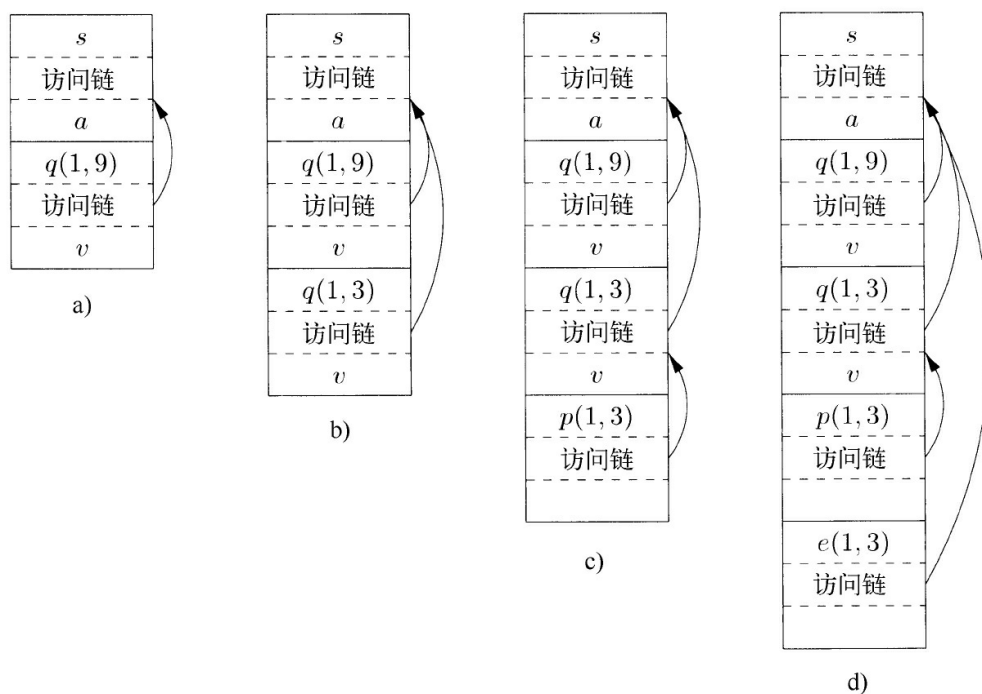 s
访问链
a
q(1, 9)
访问链
v
a)
s
访问链
a
q(1, 9)
访问链
v
q(1, 3)
访问链
v
b)
s
访问链
a
q(1, 9)
访问链
v
q(1, 3)
访问链
v
p(1, 3)
访问链
c)
s
访问链
a
q(1, 9)
访问链
v
q(1, 3)
访问链
v
p(1, 3)
访问链
e(1, 3)
访问链
d)